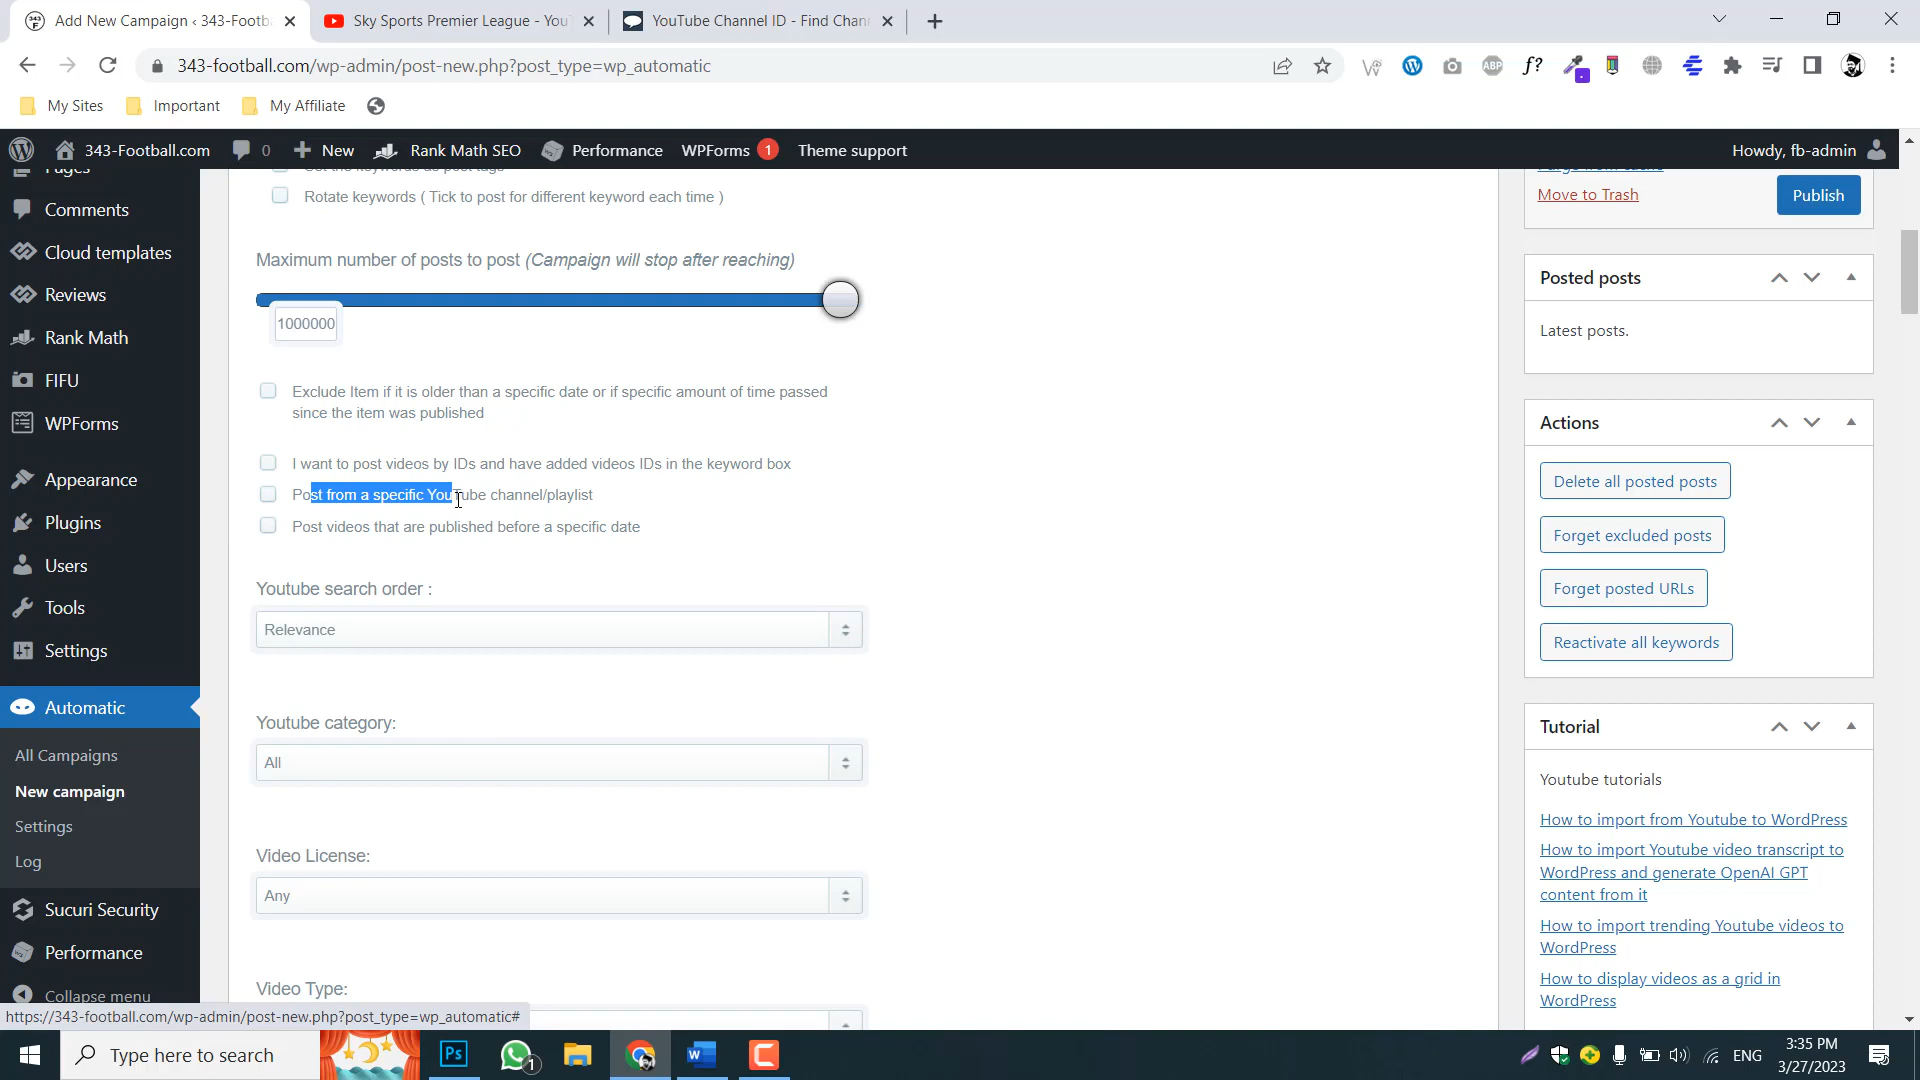 Add New Campaign ‹ 343-Footb
Sky Sports Premier League - You
YouTube Channel ID - Find Chan
343-football.com/wp-admin/post-new.php?post_type=wp_automatic
My Sites
Important
My Affiliate
343-Football.com
0
New
Rank Math SEO
Performance
WPForms 1
Theme support
Howdy, fb-admin
Pages
Comments
Cloud templates
Reviews
Rank Math
FIFU
WPForms
Appearance
Plugins
Users
Tools
Settings
Automatic
All Campaigns
New campaign
Settings
Log
Sucuri Security
Performance
Collapse menu
Set the keywords as post tags
Rotate keywords ( Tick to post for different keyword each time )
Maximum number of posts to post (Campaign will stop after reaching)
1000000
Exclude Item if it is older than a specific date or if specific amount of time passed
since the item was published
I want to post videos by IDs and have added videos IDs in the keyword box
Post from a specific YouTube channel/playlist
Post videos that are published before a specific date
Youtube search order :
Relevance
Youtube category:
All
Video License:
Any
Video Type:
Move to Trash
Publish
Posted posts
Latest posts.
Actions
Delete all posted posts
Forget excluded posts
Forget posted URLs
Reactivate all keywords
Tutorial
Youtube tutorials
How to import from Youtube to WordPress
How to import Youtube video transcript to
WordPress and generate OpenAI GPT
content from it
How to import trending Youtube videos to
WordPress
How to display videos as a grid in
WordPress
https://343-football.com/wp-admin/post-new.php?post_type=wp_automatic#
Type here to search
ENG
3:35 PM
3/27/2023